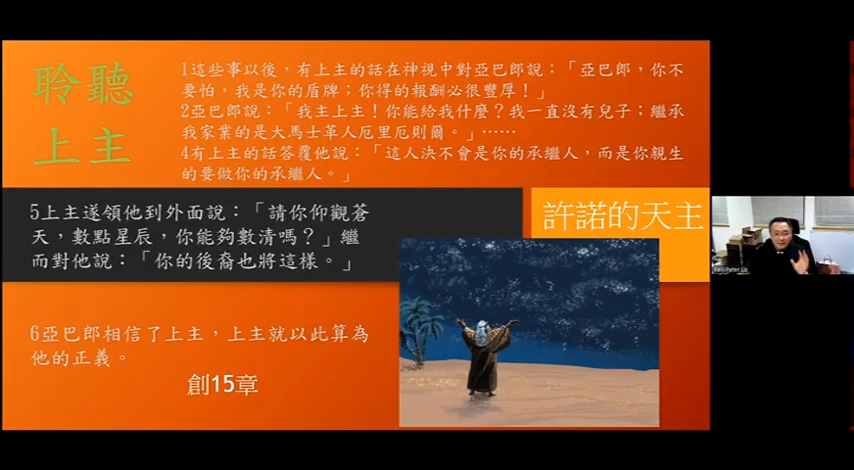 聆聽
上主
1這些事以後，有上主的話在神視中對亞巴郎說：「亞巴郎，你不
要怕，我是你的盾牌；你得的報酬必很豐厚！」
2亞巴郎說：「我主上主！你能給我什麼？我一直沒有兒子；繼承
我家業的是大馬士革人厄里厄則爾。」……
4有上主的話答覆他說：「這人決不會是你的承繼人，而是你親生
的要做你的承繼人。」
5上主遂領他到外面說：「請你仰觀蒼
天，數點星辰，你能夠數清嗎？」繼
而對他說：「你的後裔也將這樣。」
許諾的天主
6亞巴郎相信了上主，上主就以此算為
他的正義。
創15章